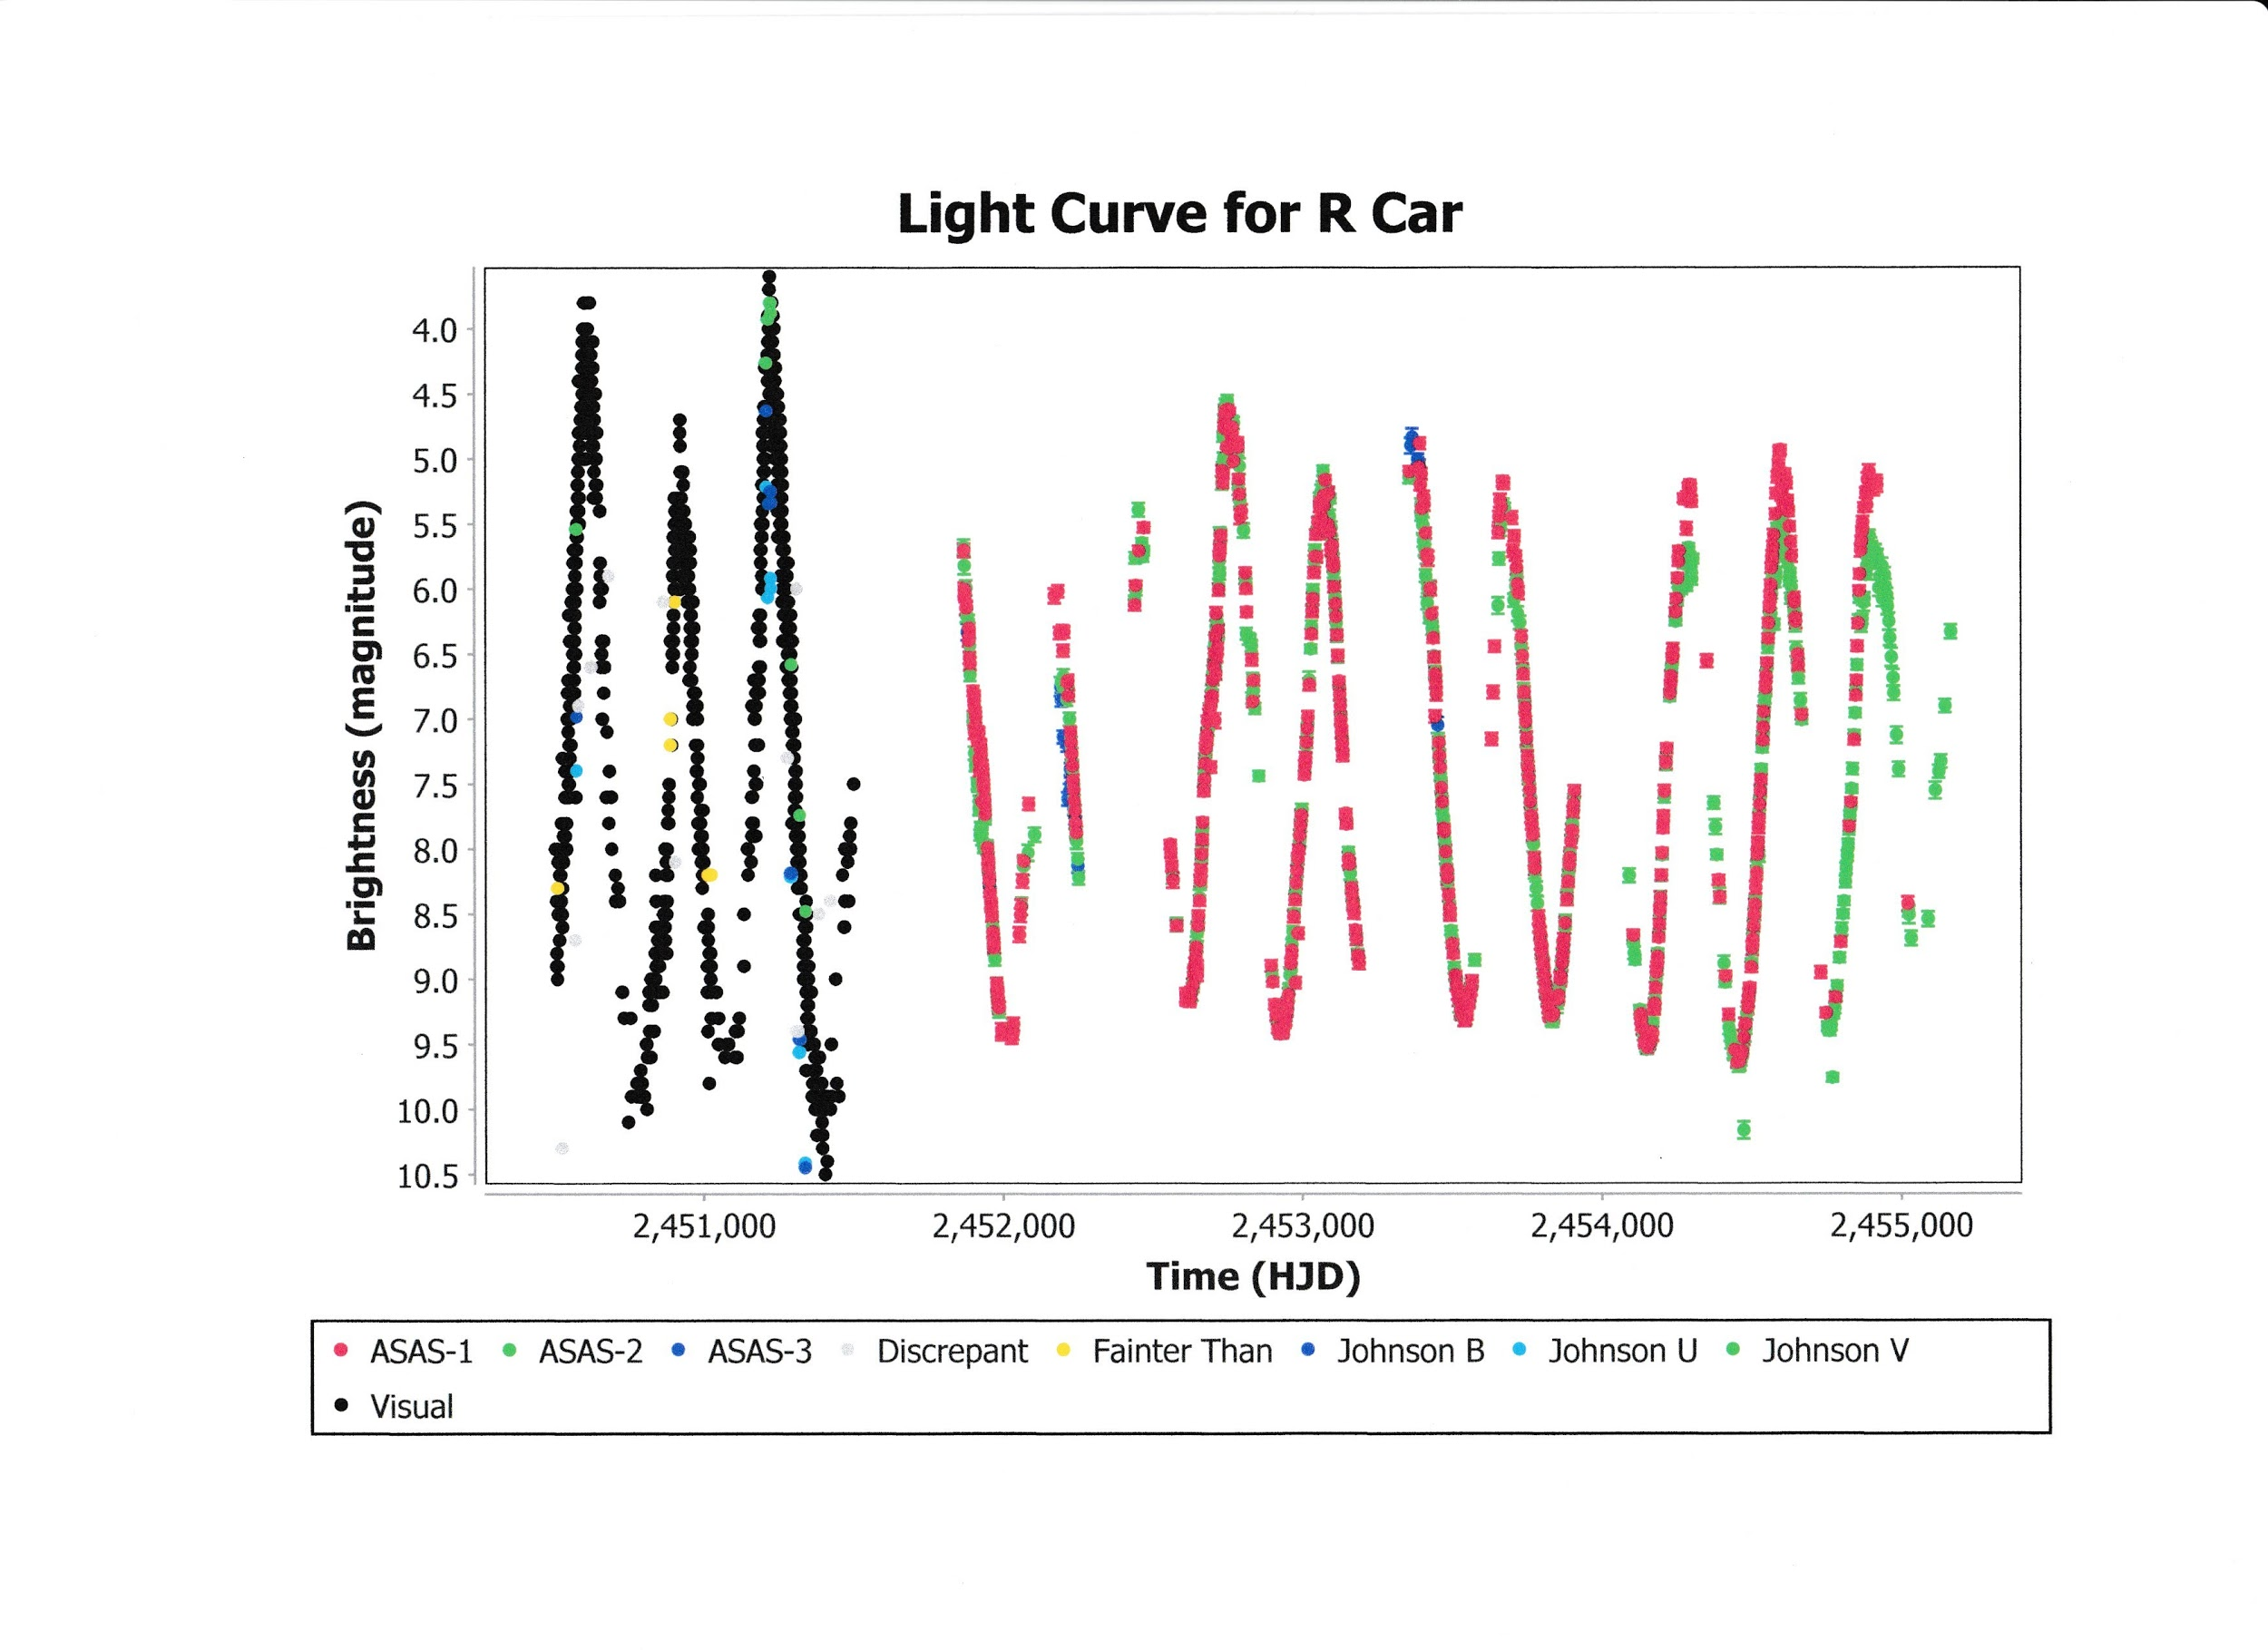 Light Curve for R Car
Brightness (magnitude)
4.0
4.5
5.0
5.5
6.0
6.5
7.0
7.5
8.0
8.5
9.0
9.5
10.0
10.5
2,451,000 2,452,000 2,453,000 2,454,000 2,455,000
Time (HJD)
ASAS-1 ASAS-2 ASAS-3 Discrepant Fainter Than Johnson B Johnson U Johnson V
Visual